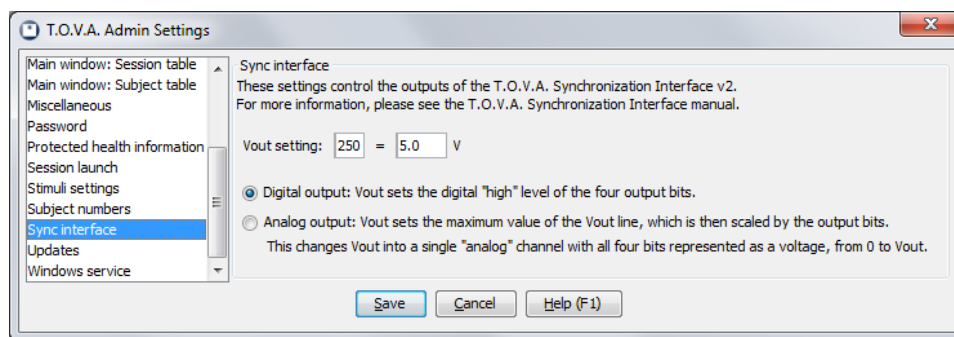 T.O.V.A. Admin Settings
Main window: Session table
Main window: Subject table
Miscellaneous
Password
Protected health information
Session launch
Stimuli settings
Subject numbers
Sync interface
Updates
Windows service
Sync interface
These settings control the outputs of the T.O.V.A. Synchronization Interface v2.
For more information, please see the T.O.V.A. Synchronization Interface manual.
Vout setting: 250 = 5.0 V
Digital output: Vout sets the digital "high" level of the four output bits.
Analog output: Vout sets the maximum value of the Vout line, which is then scaled by the output bits.
This changes Vout into a single "analog" channel with all four bits represented as a voltage, from 0 to Vout.
Save Cancel Help (F1)